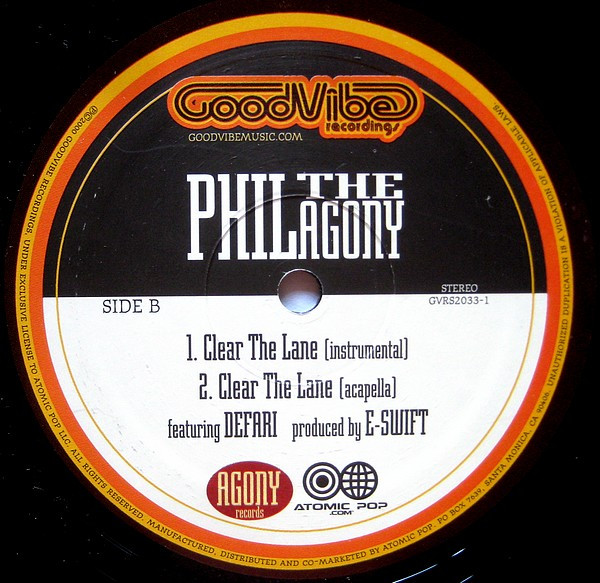 GoodVibe
recordings
GOODVIBEMUSIC.COM
PHIL THE AGONY
STEREO
GVRS2033-1
SIDE B
1. Clear The Lane (instrumental)
2. Clear The Lane (acapella)
featuring DEFARI produced by E-SWIFT
AGONY
records
ATOMIC POP
.COM
℗©2000 GOODVIBE RECORDINGS, UNDER EXCLUSIVE LICENSE TO ATOMIC POP LLC. ALL RIGHTS RESERVED. MANUFACTURED, DISTRIBUTED AND CO-MARKETED BY ATOMIC POP. PO BOX 7639, SANTA MONICA, CA 90406. UNAUTHORIZED DUPLICATION IS A VIOLATION OF APPLICABLE LAWS.